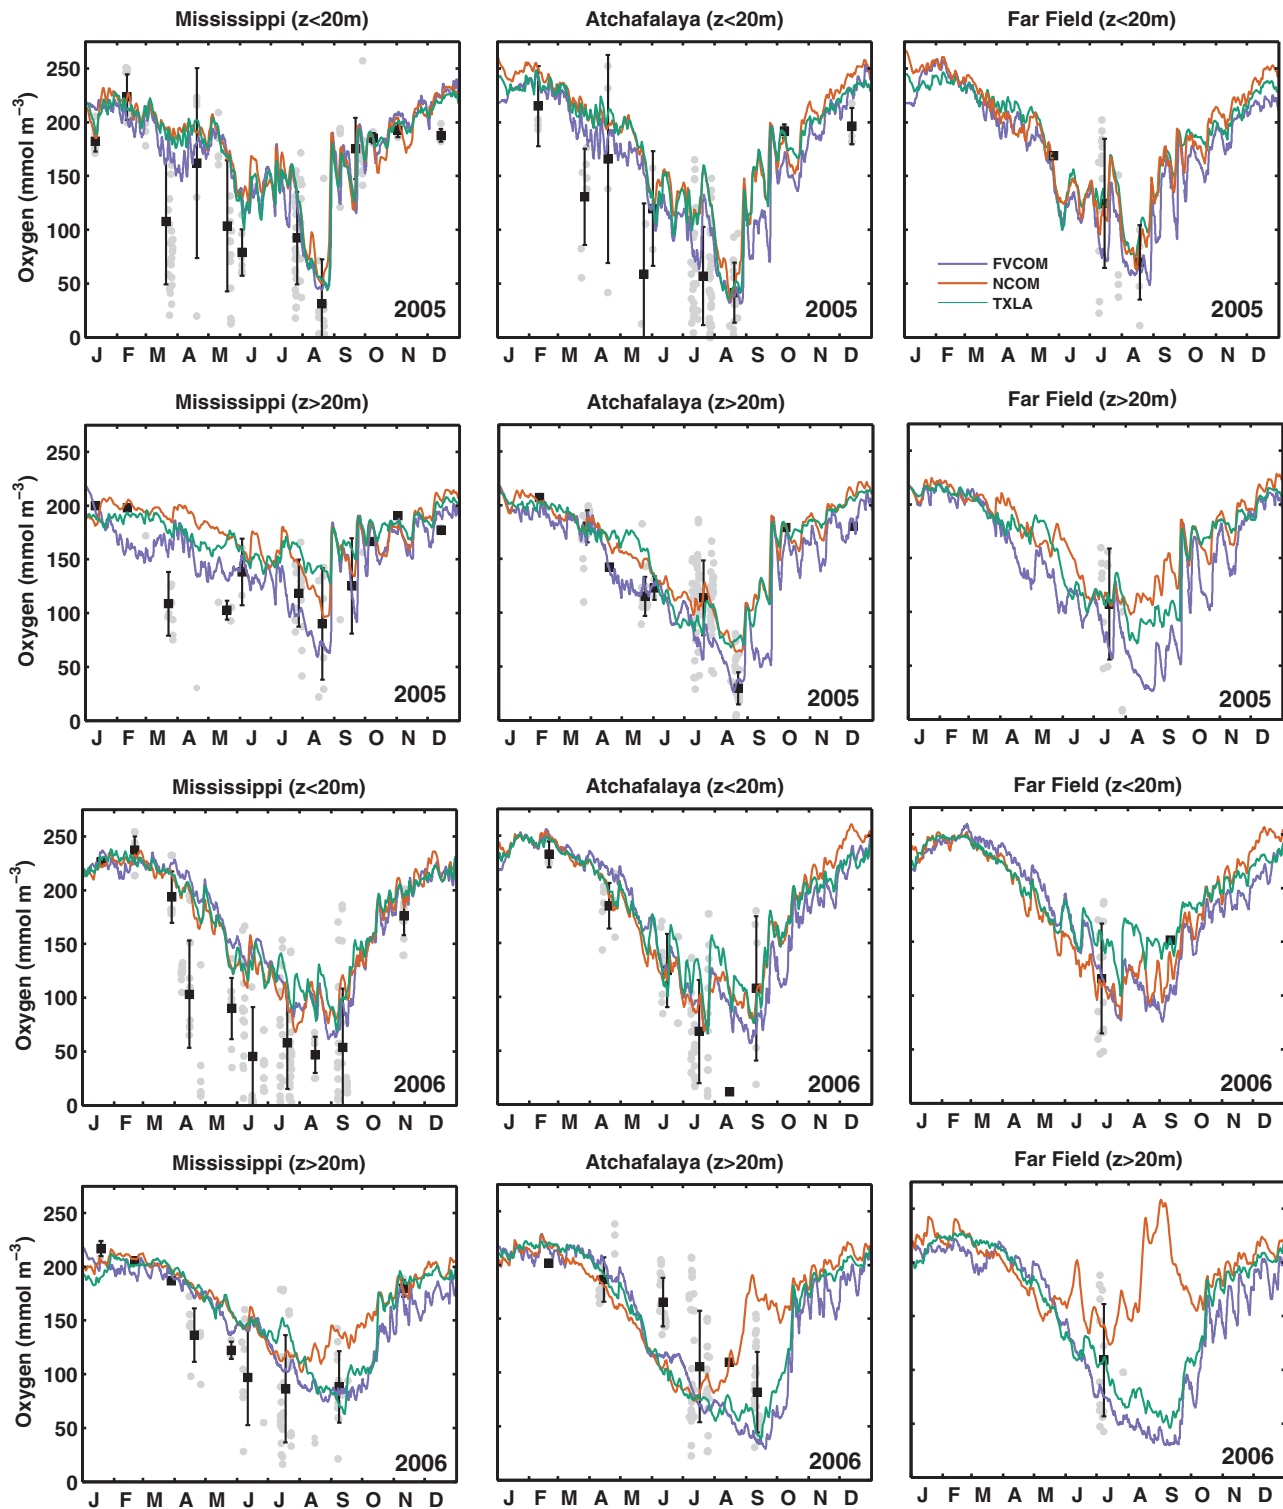 Mississippi (z<20m) Atchafalaya (z<20m) Far Field (z<20m)
Oxygen (mmol m⁻³)
250
200
150
100
50
0
FVCOM
NCOM
TXLA
2005 2005 2005
J F M A M J J A S O N D J F M A M J J A S O N D J F M A M J J A S O N D
Mississippi (z>20m) Atchafalaya (z>20m) Far Field (z>20m)
Oxygen (mmol m⁻³)
250
200
150
100
50
0
2005 2005 2005
J F M A M J J A S O N D J F M A M J J A S O N D J F M A M J J A S O N D
Mississippi (z<20m) Atchafalaya (z<20m) Far Field (z<20m)
Oxygen (mmol m⁻³)
250
200
150
100
50
0
2006 2006 2006
J F M A M J J A S O N D J F M A M J J A S O N D J F M A M J J A S O N D
Mississippi (z>20m) Atchafalaya (z>20m) Far Field (z>20m)
Oxygen (mmol m⁻³)
250
200
150
100
50
0
2006 2006 2006
J F M A M J J A S O N D J F M A M J J A S O N D J F M A M J J A S O N D